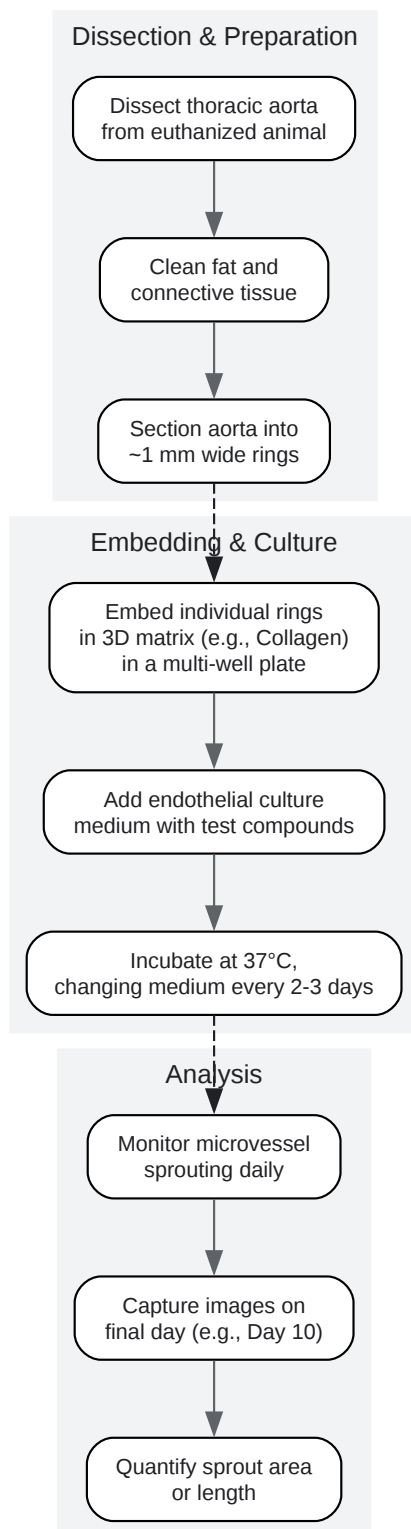 Dissection & Preparation
Dissect thoracic aorta
from euthanized animal
Clean fat and
connective tissue
Section aorta into
~1 mm wide rings
Embedding & Culture
Embed individual rings
in 3D matrix (e.g., Collagen)
in a multi-well plate
Add endothelial culture
medium with test compounds
Incubate at 37°C,
changing medium every 2-3 days
Analysis
Monitor microvessel
sprouting daily
Capture images on
final day (e.g., Day 10)
Quantify sprout area
or length